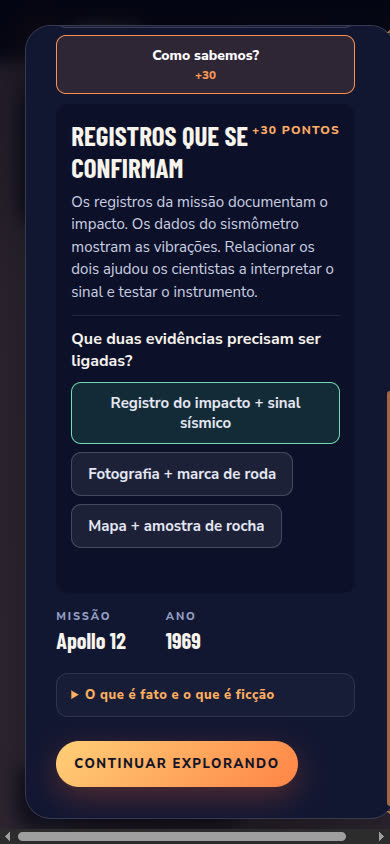 Como sabemos?
+30
REGISTROS QUE SE
+30 PONTOS
CONFIRMAM
Os registros da missão documentam o
impacto. Os dados do sismômetro
mostram as vibrações. Relacionar os
dois ajudou os cientistas a interpretar o
sinal e testar o instrumento.
Que duas evidências precisam ser
ligadas?
Registro do impacto + sinal
sísmico
Fotografia + marca de roda
Mapa + amostra de rocha
MISSÃO
ANO
Apollo 12
1969
▶ O que é fato e o que é ficção
CONTINUAR EXPLORANDO